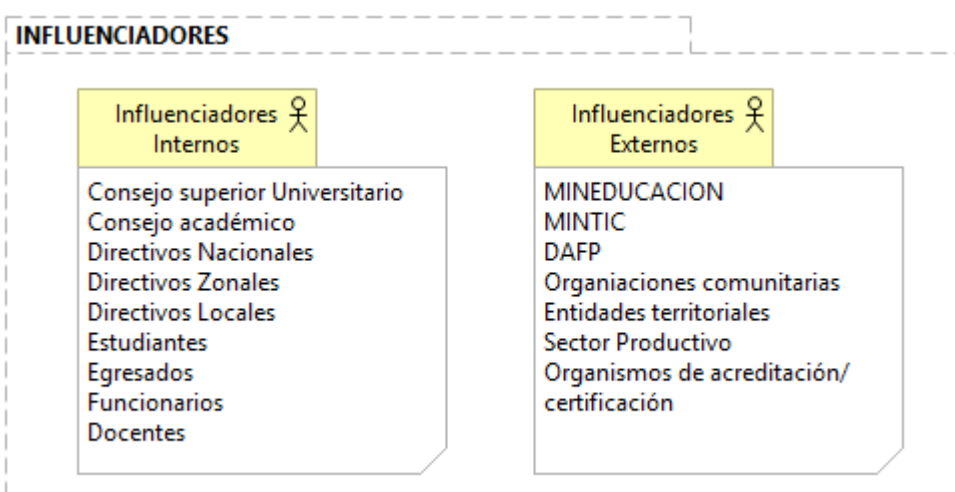 INFLUENCIADORES
Influenciadores
Internos
Consejo superior Universitario
Consejo académico
Directivos Nacionales
Directivos Zonales
Directivos Locales
Estudiantes
Egresados
Funcionarios
Docentes
Influenciadores
Externos
MINEDUCACION
MINTIC
DAFP
Organiaciones comunitarias
Entidades territoriales
Sector Productivo
Organismos de acreditación/
certificación